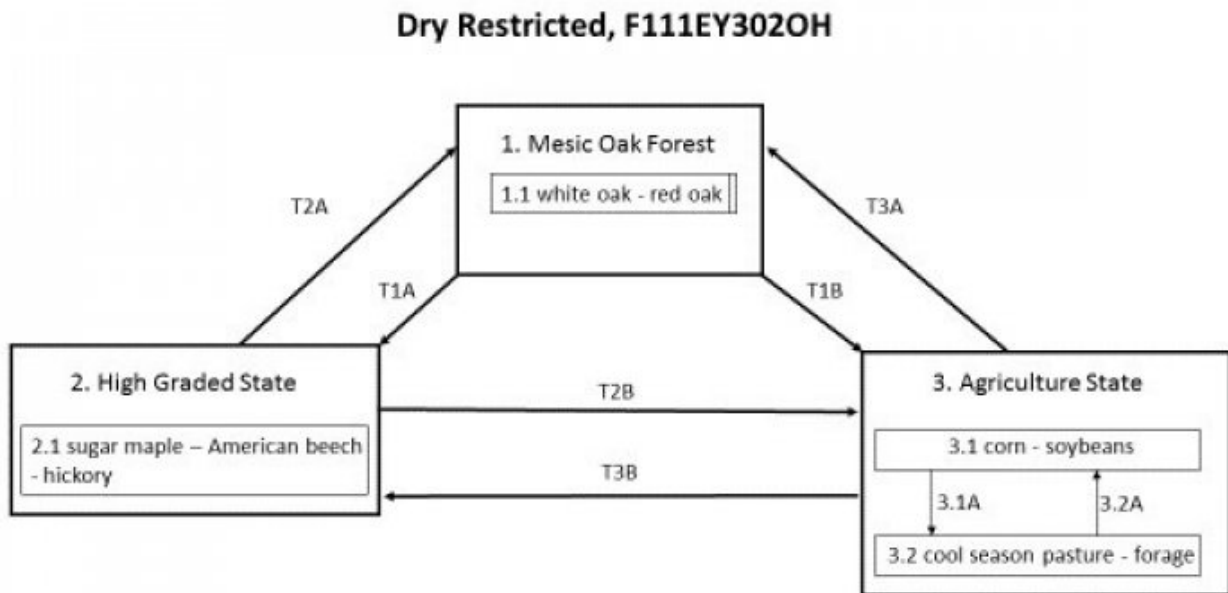 Dry Restricted, F111EY302OH
1. Mesic Oak Forest
1.1 white oak - red oak
T2A
T3A
T1A
T1B
2. High Graded State
3. Agriculture State
T2B
2.1 sugar maple – American beech
- hickory
3.1 corn - soybeans
T3B
3.1A
3.2A
3.2 cool season pasture - forage